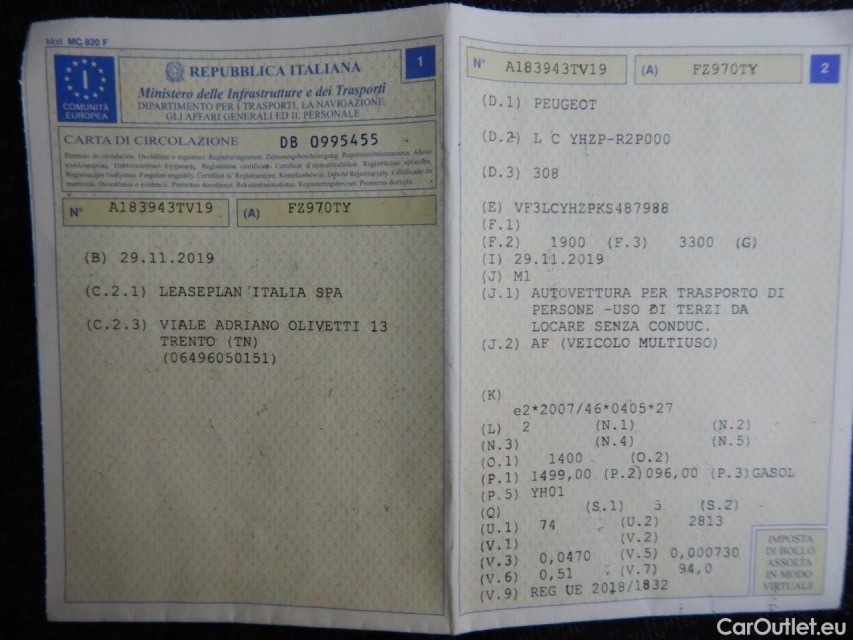 Mod. MC 820 F
I
COMUNITÀ
EUROPEA
REPUBBLICA ITALIANA
Ministero delle Infrastrutture e dei Trasporti
DIPARTIMENTO PER I TRASPORTI, LA NAVIGAZIONE,
GLI AFFARI GENERALI ED IL PERSONALE
1
CARTA DI CIRCOLAZIONE DB 0995455
N° A183943TV19 (A) FZ970TY
(B) 29.11.2019
(C.2.1) LEASEPLAN ITALIA SPA
(C.2.3) VIALE ADRIANO OLIVETTI 13
TRENTO (TN)
(06496050151)
N° A183943TV19 (A) FZ970TY 2
(D.1) PEUGEOT
(D.2) L C YHZP-R2P000
(D.3) 308
(E) VF3LCYHZPKS487988
(F.1)
(F.2) 1900 (F.3) 3300 (G)
(I) 29.11.2019
(J) M1
(J.1) AUTOVETTURA PER TRASPORTO DI
PERSONE -USO DI TERZI DA
LOCARE SENZA CONDUC.
(J.2) AF (VEICOLO MULTIUSO)
(K)
e2*2007/46*0405*27
(L) 2 (N.1) (N.2)
(N.3) (N.4) (N.5)
(O.1) 1400 (O.2)
(P.1) 1499,00 (P.2)096,00 (P.3)GASOL
(P.5) YH01
(Q) (S.1) 5 (S.2)
(U.1) 74 (U.2) 2813
(V.1) (V.2)
(V.3) 0,0470 (V.5) 0,000730
(V.6) 0,51 (V.7) 94,0
(V.9) REG UE 2018/1832
IMPOSTA
DI BOLLO
ASSOLTA
IN MODO
VIRTUALE
CarOutlet.eu